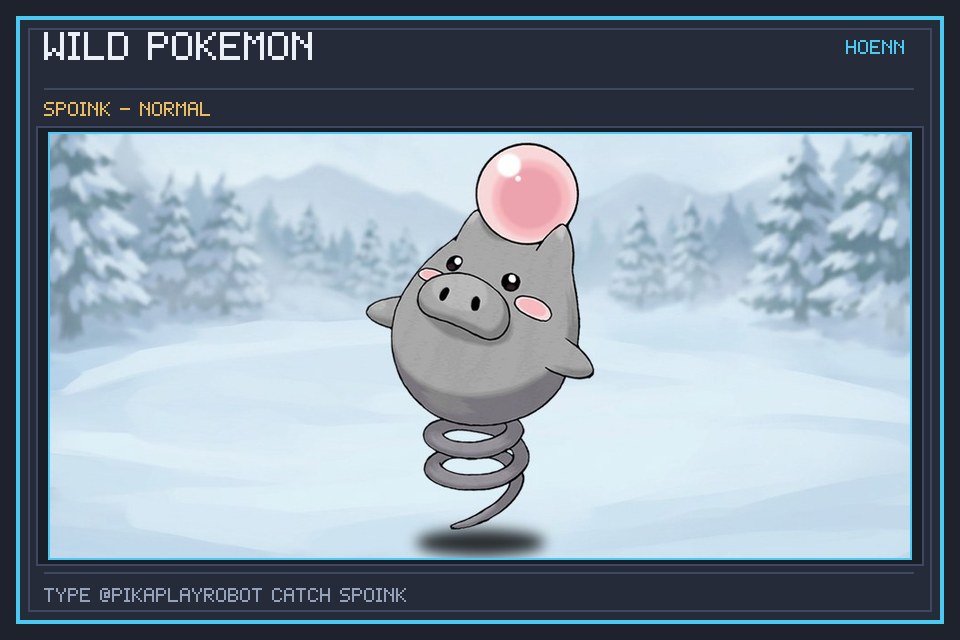 WILD POKEMON
HOENN
SPOINK - NORMAL
TYPE @PIKAPLAYROBOT CATCH SPOINK